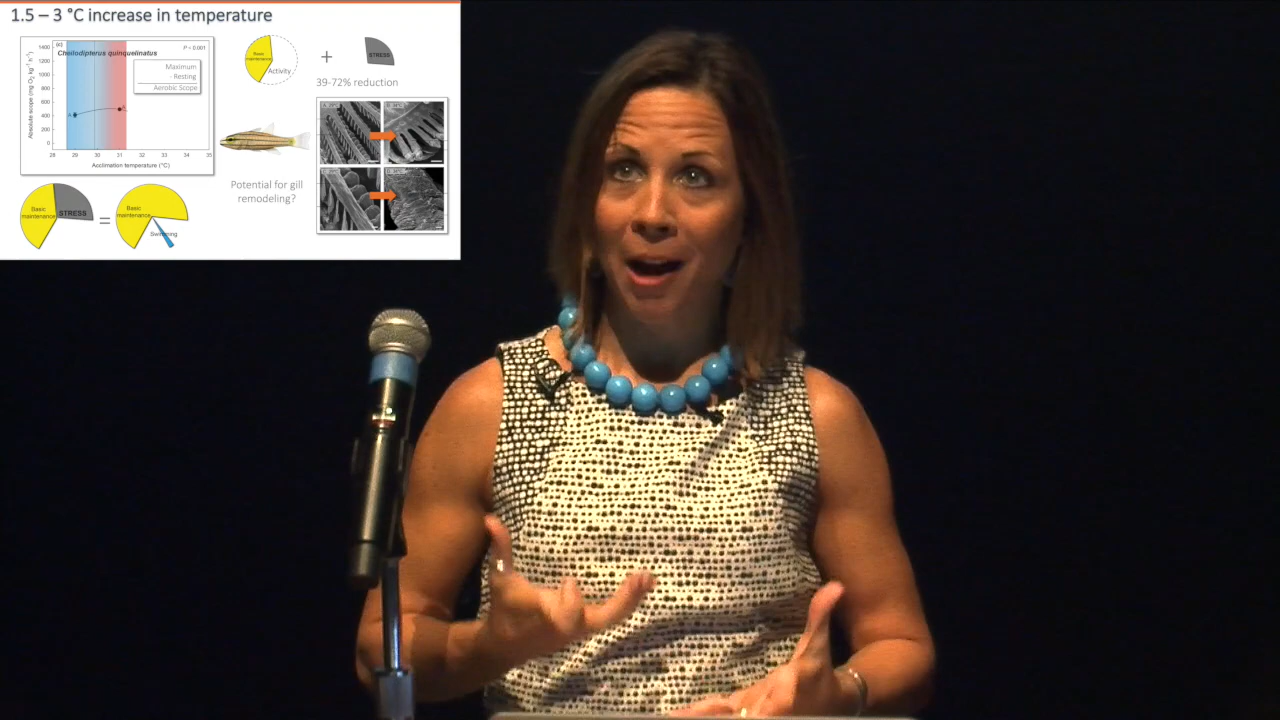 1.5 – 3 °C increase in temperature
(c)
Cheilodipterus quinquelinatus
P < 0.001
Maximum
- Resting
Aerobic Scope
Absolute scope (mg O₂ kg⁻¹ h⁻¹)
1400
1200
1000
800
600
400
200
0
A
A
28 29 30 31 32 33 34 35
Acclimation temperature (°C)
Basic
maintenance
Activity
+
STRESS
39-72% reduction
Potential for gill
remodeling?
Basic
maintenance
STRESS
=
Basic
maintenance
Swimming